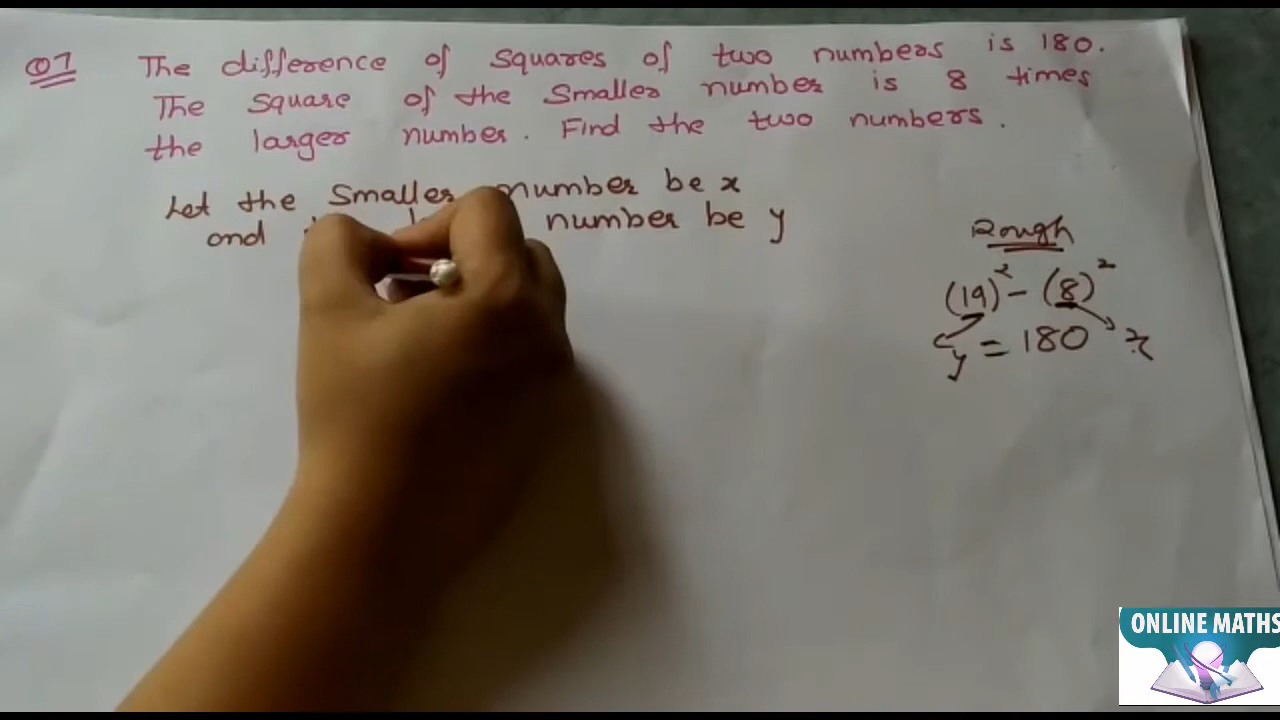 Q7 The difference of squares of two numbers is 180.
The square of the smaller number is 8 times
the larger number. Find the two numbers.
Let the smaller number be x
and number be y
Rough
(19)² - (8)²
y = 180 x
ONLINE MATHS